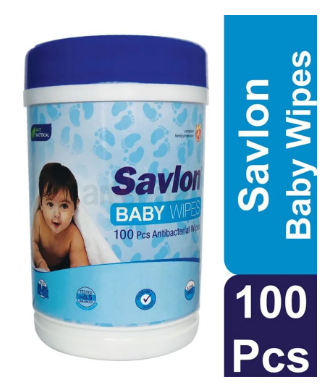 Savlon
BABY WIPES
100 Pcs Antibacterial Wipes
Savlon
Baby Wipes
100
Pcs